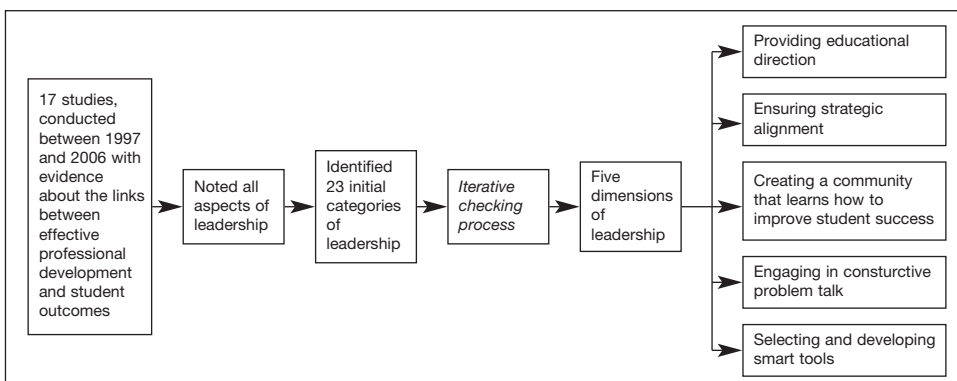 17 studies,
conducted
between 1997
and 2006 with
evidence
about the links
between
effective
professional
development
and student
outcomes
Noted all
aspects of
leadership
Identified
23 initial
categories
of
leadership
Iterative
checking
process
Five
dimensions
of
leadership
Providing educational
direction
Ensuring strategic
alignment
Creating a community
that learns how to
improve student success
Engaging in consturctive
problem talk
Selecting and developing
smart tools